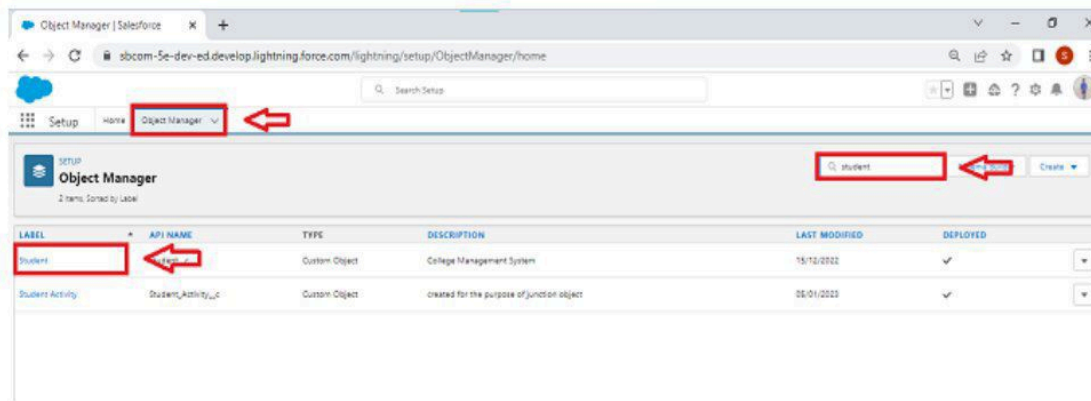 Object Manager | Salesforce
sbcom-5e-dev-ed.develop.lightning.force.com/lightning/setup/ObjectManager/home
S
Search Setup
Setup Home Object Manager
SETUP
Object Manager
2 items, Sorted by Label
student
Create
LABEL API NAME TYPE DESCRIPTION LAST MODIFIED DEPLOYED
Student Custom Object College Management System 15/12/2022
Student Activity Student_Activity__c Custom Object created for the purpose of junction object 05/01/2023